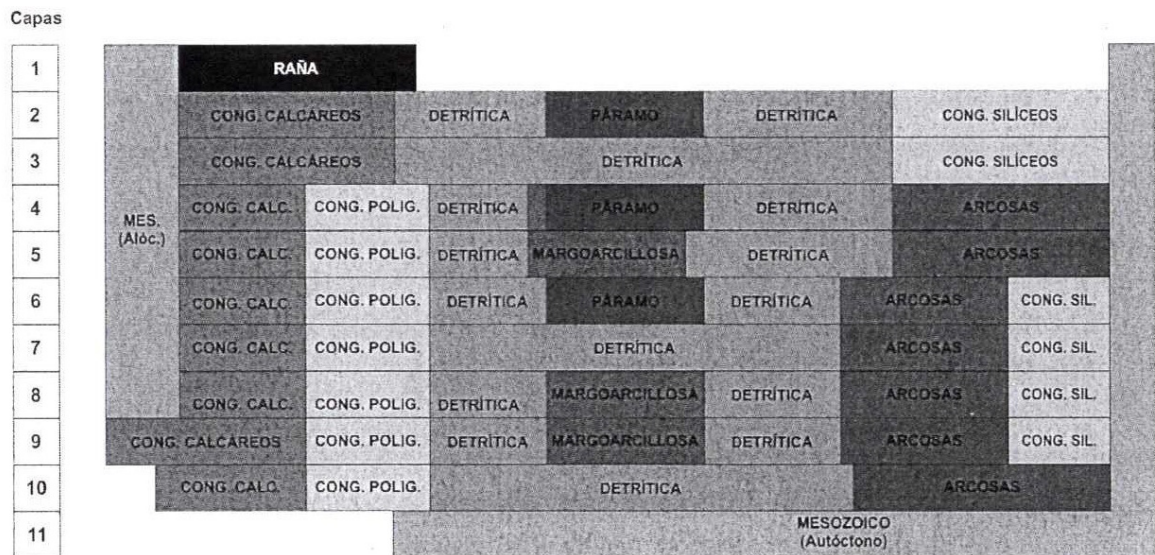 Capas
1 RAÑA
2 CONG. CALCÁREOS DETRÍTICA PÁRAMO DETRÍTICA CONG. SILÍCEOS
3 CONG. CALCÁREOS DETRÍTICA CONG. SILÍCEOS
4 CONG. CALC. CONG. POLIG. DETRÍTICA PÁRAMO DETRÍTICA ARCOSAS
MES.
(Alóc.)
5 CONG. CALC. CONG. POLIG. DETRÍTICA MARGOARCILLOSA DETRÍTICA ARCOSAS
6 CONG. CALC. CONG. POLIG. DETRÍTICA PÁRAMO DETRÍTICA ARCOSAS CONG. SIL.
7 CONG. CALC. CONG. POLIG. DETRÍTICA ARCOSAS CONG. SIL.
8 CONG. CALC. CONG. POLIG. DETRÍTICA MARGOARCILLOSA DETRÍTICA ARCOSAS CONG. SIL.
9 CONG. CALCÁREOS CONG. POLIG. DETRÍTICA MARGOARCILLOSA DETRÍTICA ARCOSAS CONG. SIL.
10 CONG. CALC. CONG. POLIG. DETRÍTICA ARCOSAS
11 MESOZOICO
(Autóctono)